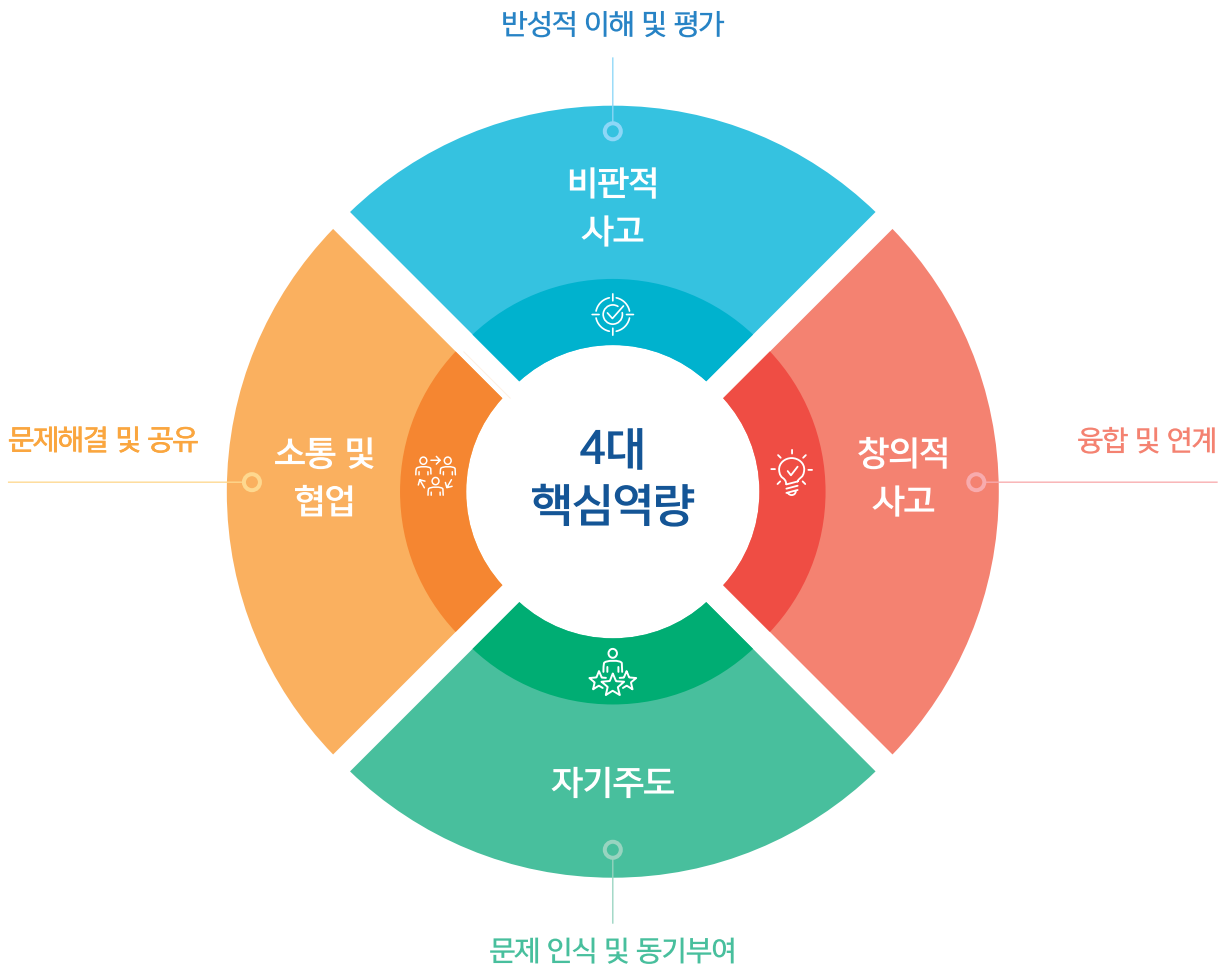 반성적 이해 및 평가
비판적
사고
문제해결 및 공유
소통 및
협업
4대
핵심역량
창의적
사고
융합 및 연계
자기주도
문제 인식 및 동기부여